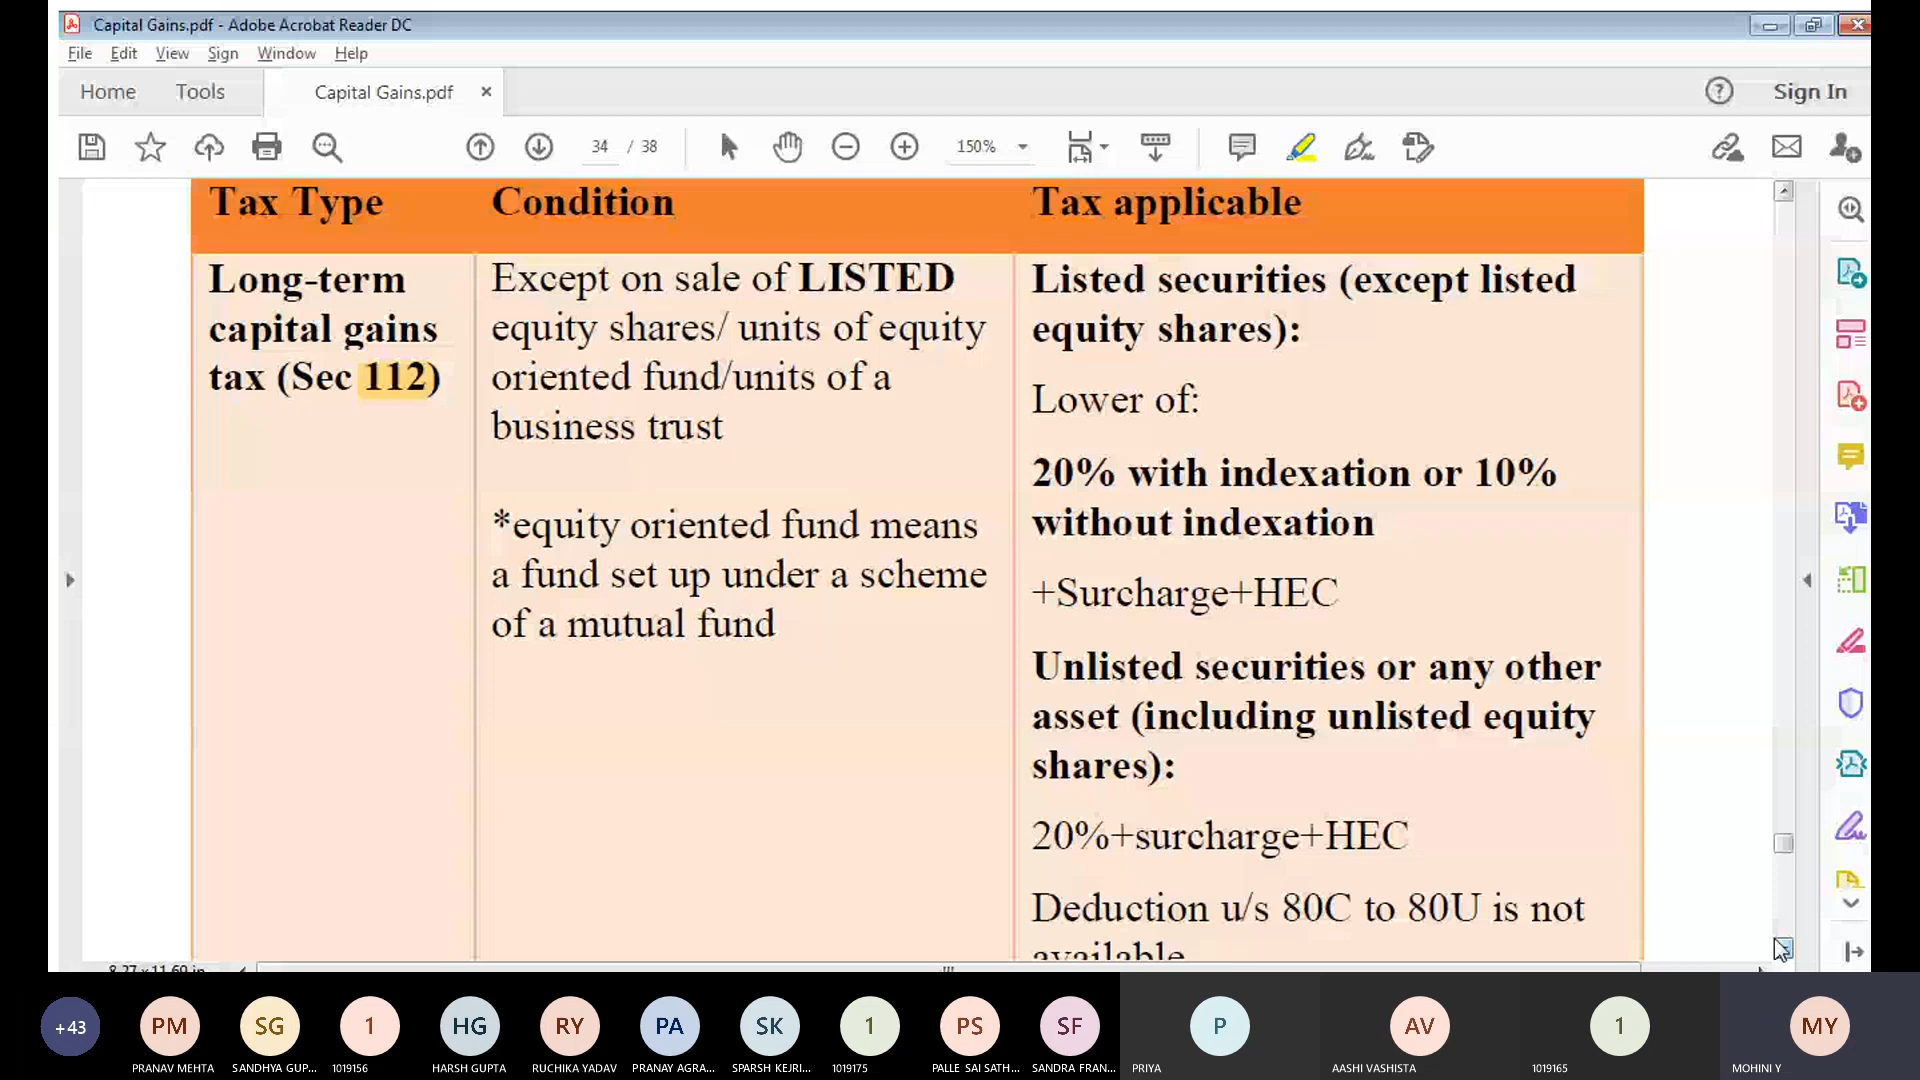 Capital Gains.pdf - Adobe Acrobat Reader DC
File Edit View Sign Window Help
Home Tools Capital Gains.pdf × ? Sign In
34 / 38 150%
Tax Type Condition Tax applicable
Long-term
capital gains
tax (Sec 112)
Except on sale of LISTED
equity shares/ units of equity
oriented fund/units of a
business trust
*equity oriented fund means
a fund set up under a scheme
of a mutual fund
Listed securities (except listed
equity shares):
Lower of:
20% with indexation or 10%
without indexation
+Surcharge+HEC
Unlisted securities or any other
asset (including unlisted equity
shares):
20%+surcharge+HEC
Deduction u/s 80C to 80U is not
available
8.27 x 11.69 in
+43 PM SG 1 HG RY PA SK 1 PS SF P AV 1 MY
PRANAV MEHTA SANDHYA GUP... 1019156 HARSH GUPTA RUCHIKA YADAV PRANAY AGRA... SPARSH KEJRI... 1019175 PALLE SAI SATH... SANDRA FRAN... PRIYA AASHI VASHISTA 1019165 MOHINI Y